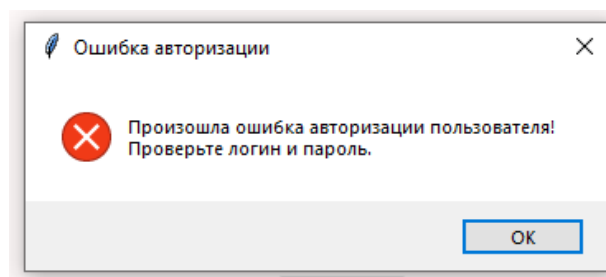 Ошибка авторизации
Произошла ошибка авторизации пользователя!
Проверьте логин и пароль.
OK